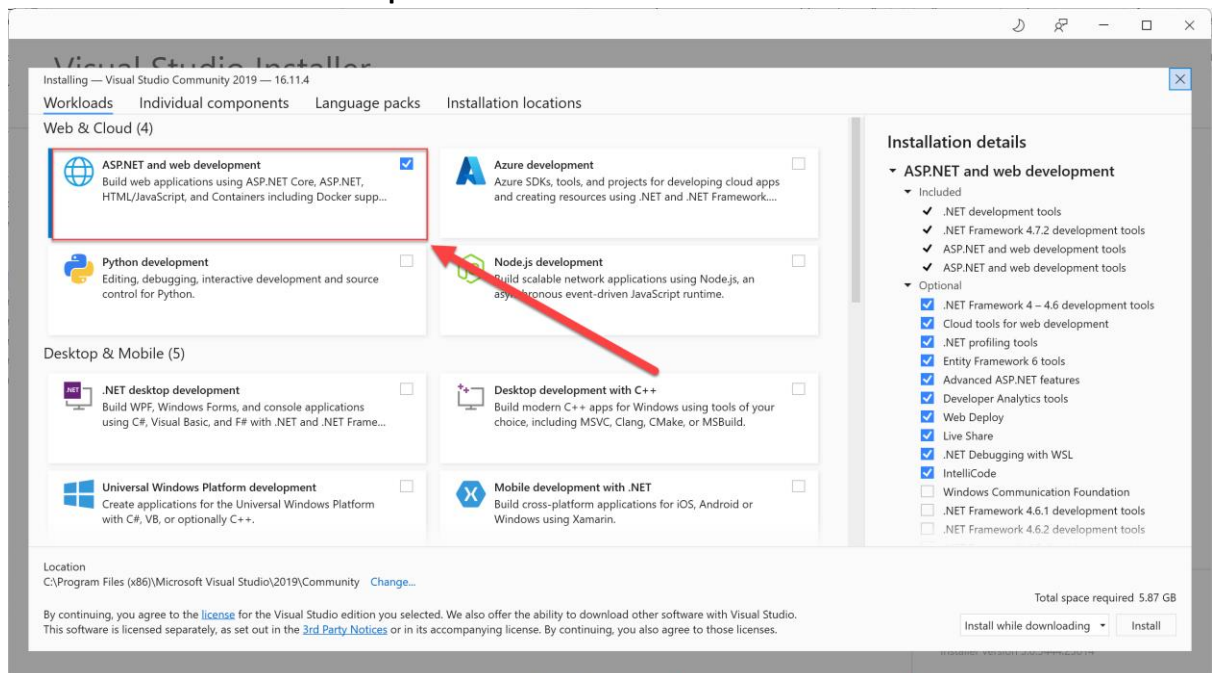 Visual Studio Installer
Installing — Visual Studio Community 2019 — 16.11.4
Workloads Individual components Language packs Installation locations
Web & Cloud (4)
ASP.NET and web development
Build web applications using ASP.NET Core, ASP.NET,
HTML/JavaScript, and Containers including Docker supp...
Azure development
Azure SDKs, tools, and projects for developing cloud apps
and creating resources using .NET and .NET Framework....
Python development
Editing, debugging, interactive development and source
control for Python.
Node.js development
Build scalable network applications using Node.js, an
asynchronous event-driven JavaScript runtime.
Desktop & Mobile (5)
.NET desktop development
Build WPF, Windows Forms, and console applications
using C#, Visual Basic, and F# with .NET and .NET Frame...
Desktop development with C++
Build modern C++ apps for Windows using tools of your
choice, including MSVC, Clang, CMake, or MSBuild.
Universal Windows Platform development
Create applications for the Universal Windows Platform
with C#, VB, or optionally C++.
Mobile development with .NET
Build cross-platform applications for iOS, Android or
Windows using Xamarin.
Installation details
ASP.NET and web development
Included
.NET development tools
.NET Framework 4.7.2 development tools
ASP.NET and web development tools
ASP.NET and web development tools
Optional
.NET Framework 4 – 4.6 development tools
Cloud tools for web development
.NET profiling tools
Entity Framework 6 tools
Advanced ASP.NET features
Developer Analytics tools
Web Deploy
Live Share
.NET Debugging with WSL
IntelliCode
Windows Communication Foundation
.NET Framework 4.6.1 development tools
.NET Framework 4.6.2 development tools
Location
C:\Program Files (x86)\Microsoft Visual Studio\2019\Community Change...
By continuing, you agree to the license for the Visual Studio edition you selected. We also offer the ability to download other software with Visual Studio.
This software is licensed separately, as set out in the 3rd Party Notices or in its accompanying license. By continuing, you also agree to those licenses.
Total space required 5.87 GB
Install while downloading Install